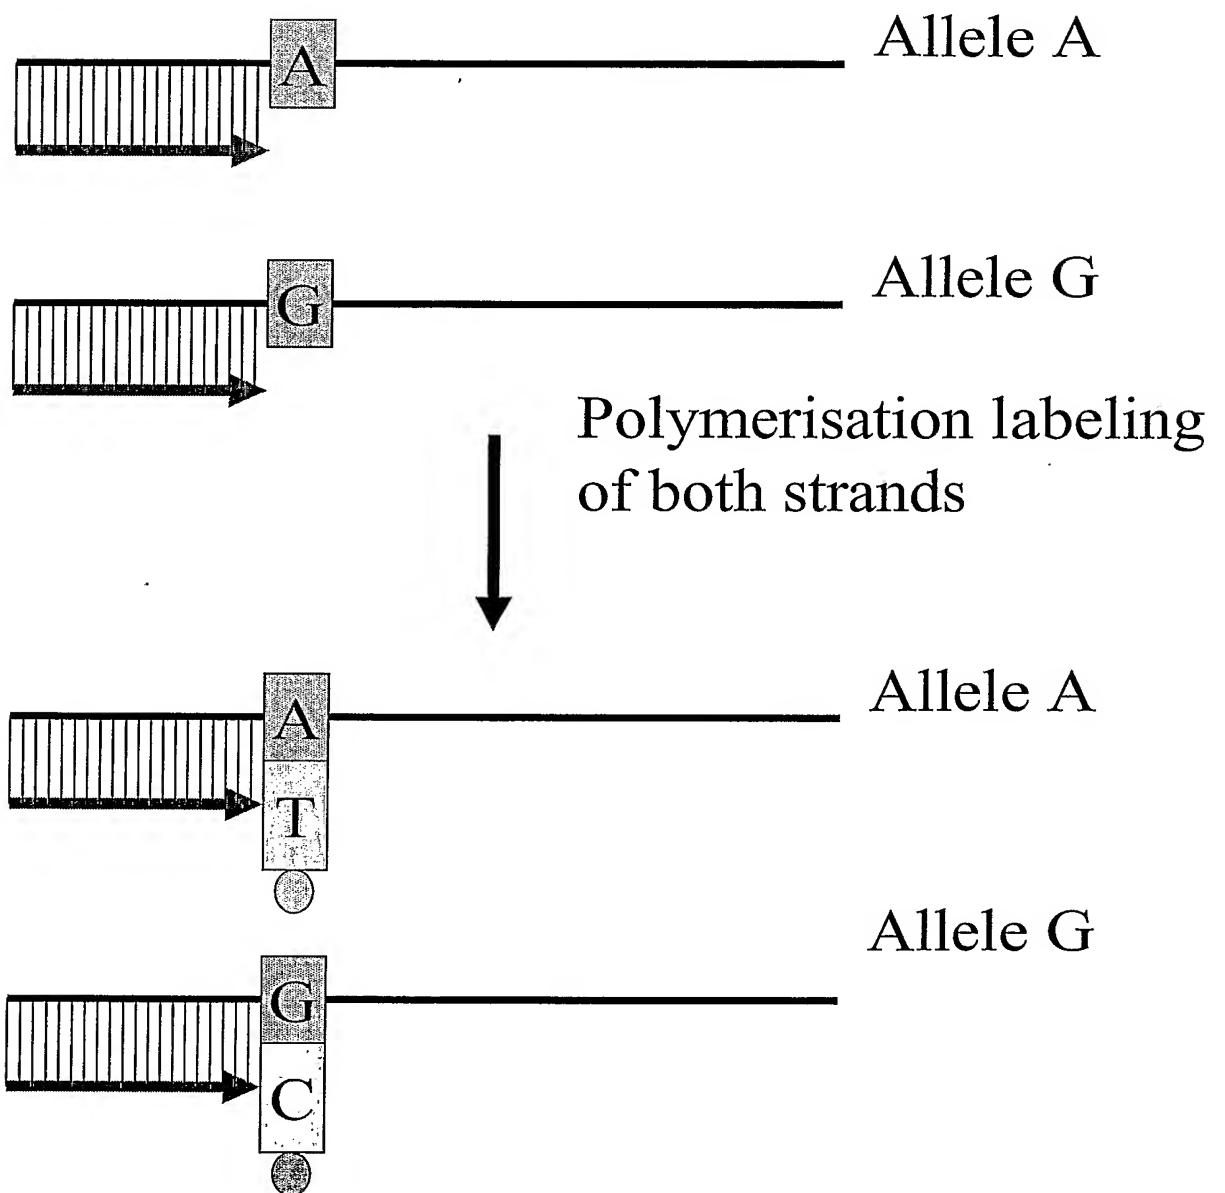 A
Allele A
G
Allele G
Polymerisation labeling
of both strands
A
Allele A
T
G
Allele G
C